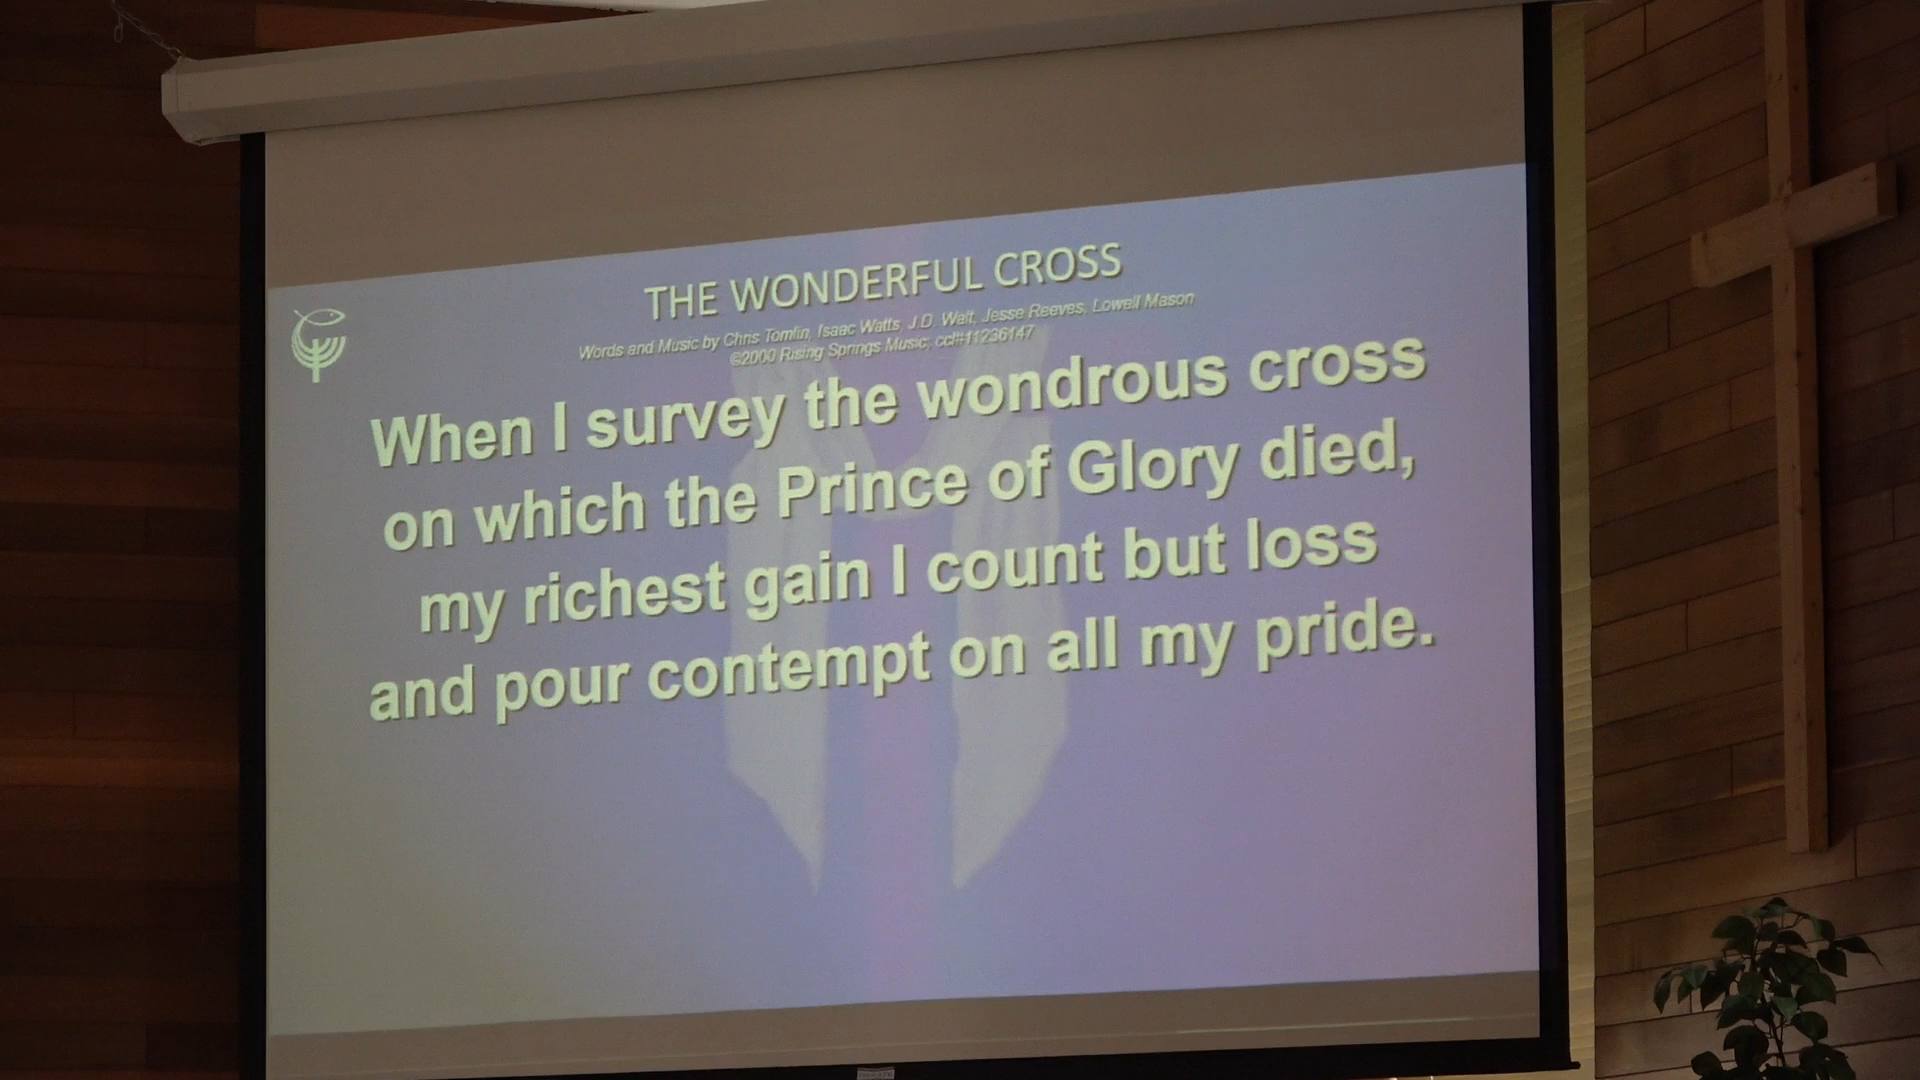 THE WONDERFUL CROSS
Words and Music by Chris Tomlin, Isaac Watts, J.D. Walt, Jesse Reeves, Lowell Mason
©2000 Rising Springs Music; ccli#11236147
When I survey the wondrous cross
on which the Prince of Glory died,
my richest gain I count but loss
and pour contempt on all my pride.